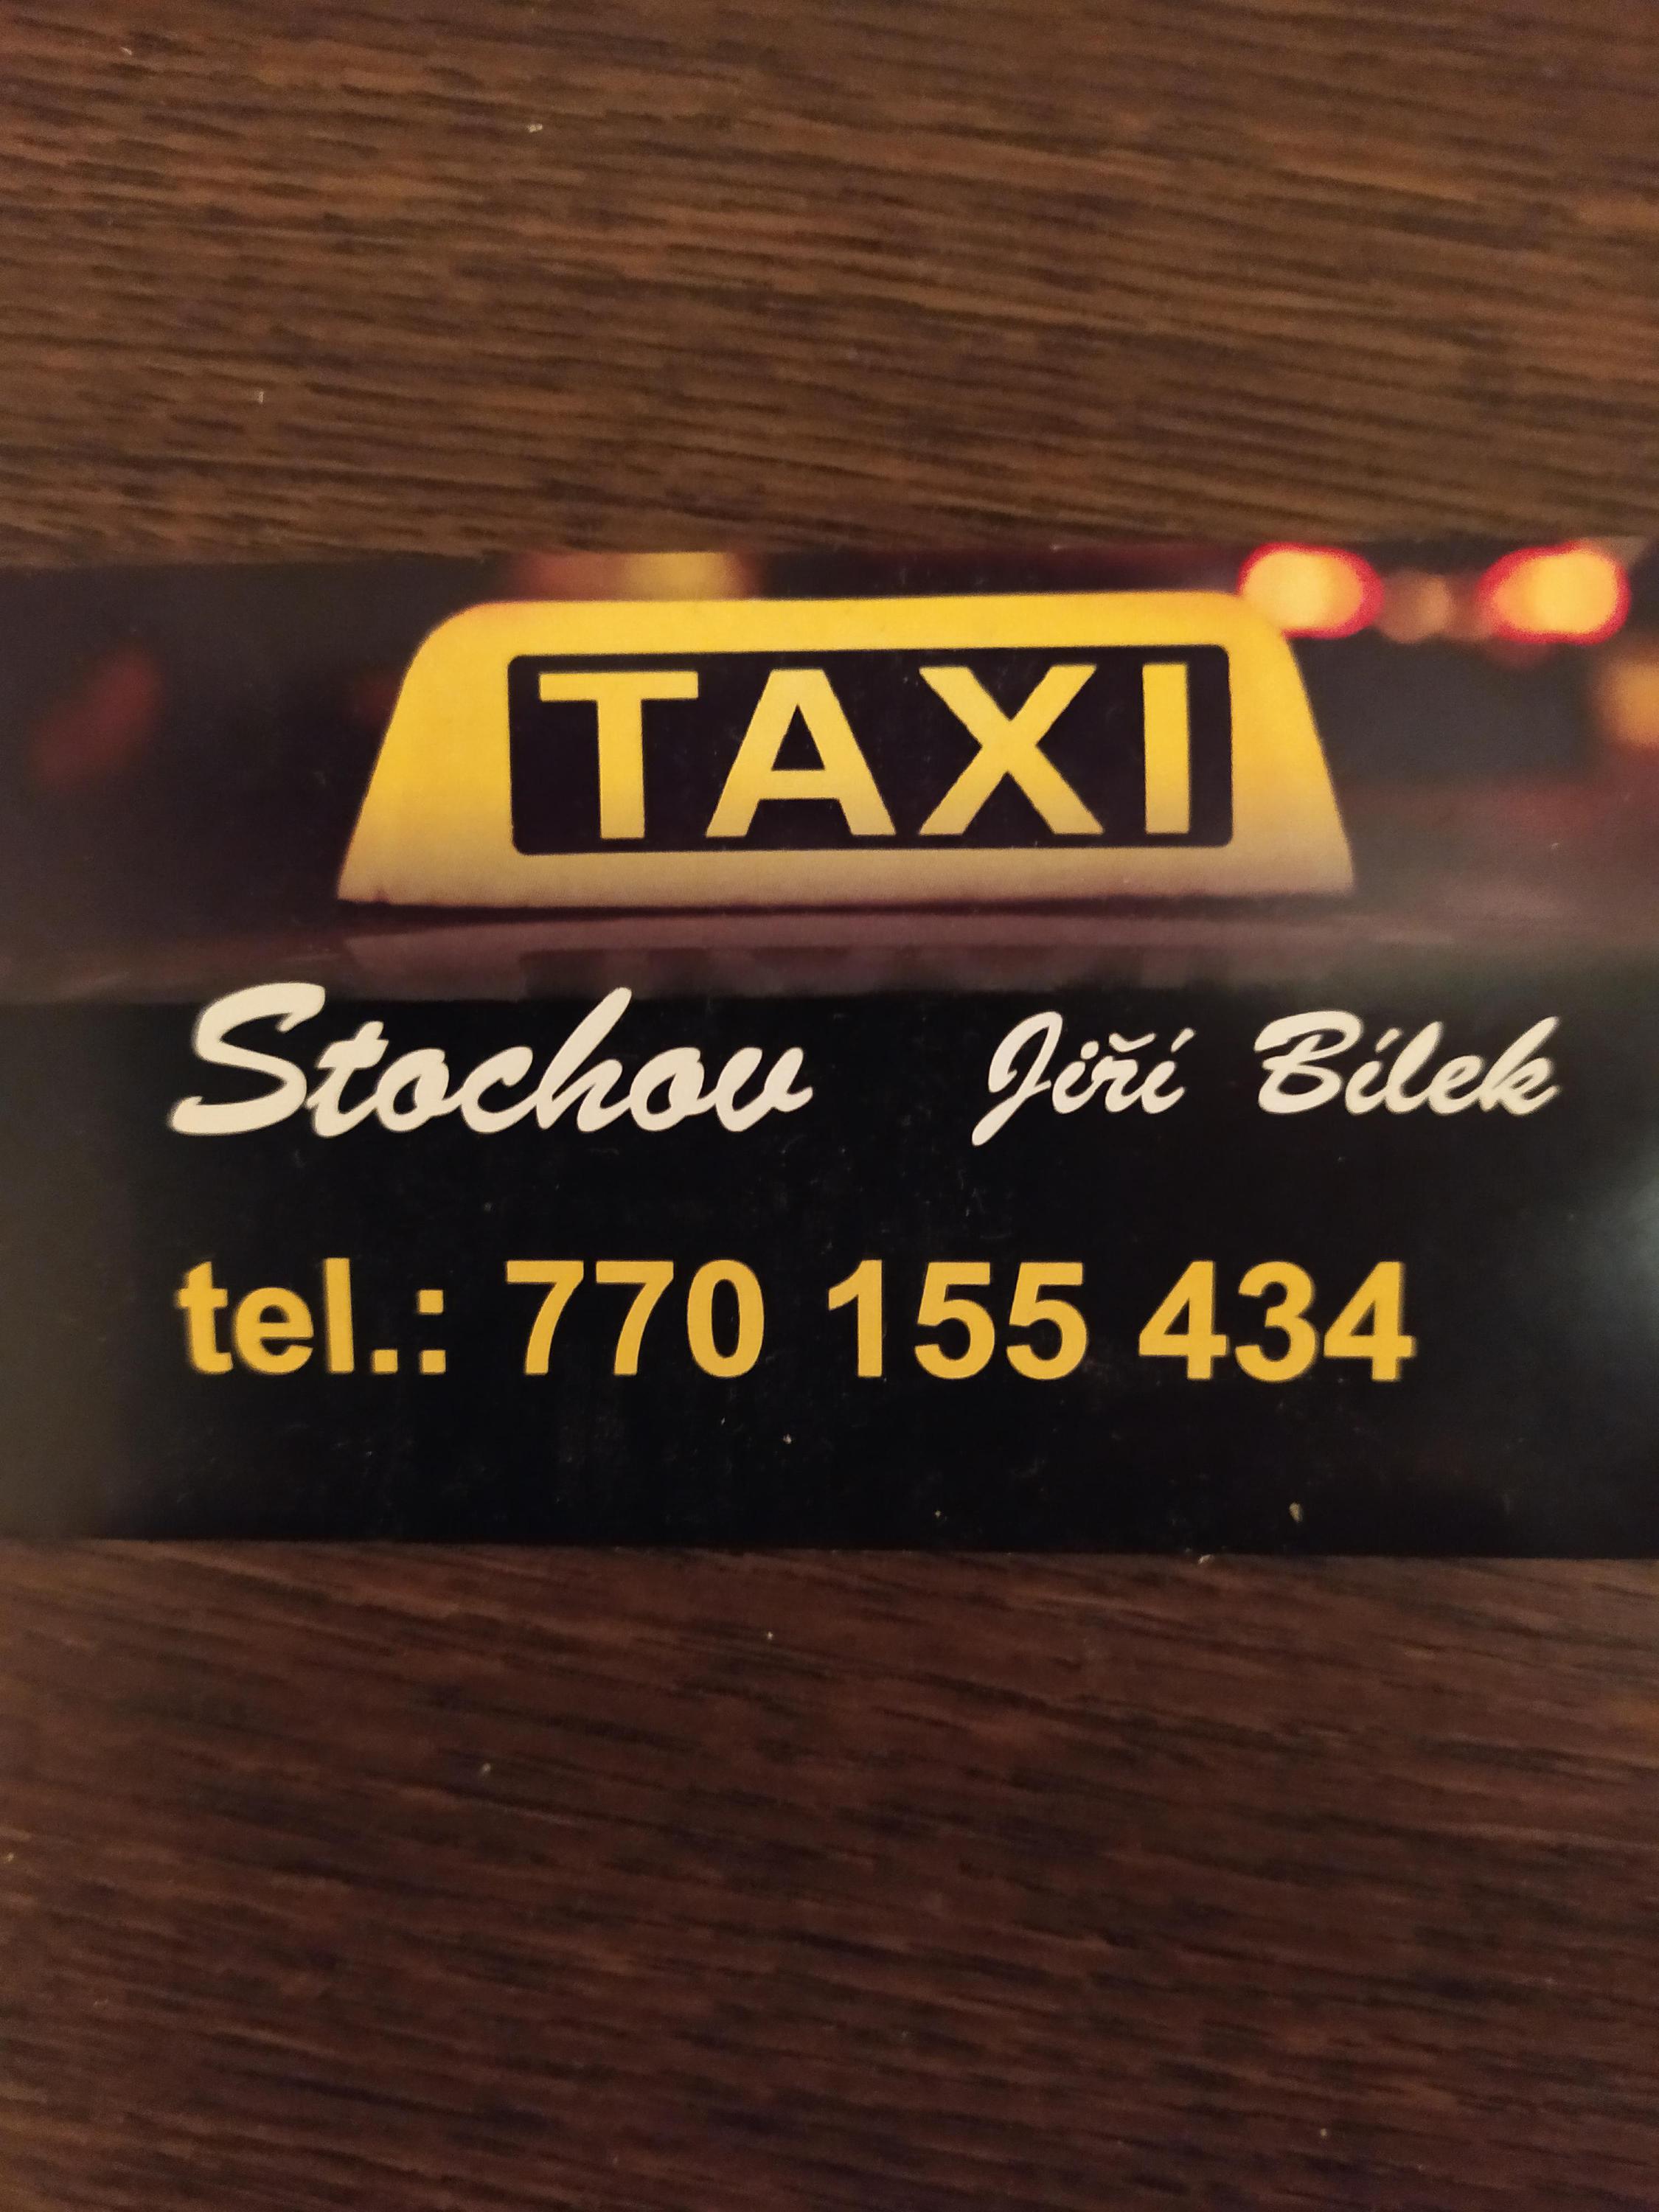 TAXI
Stochov Jiří Bílek
tel.: 770 155 434